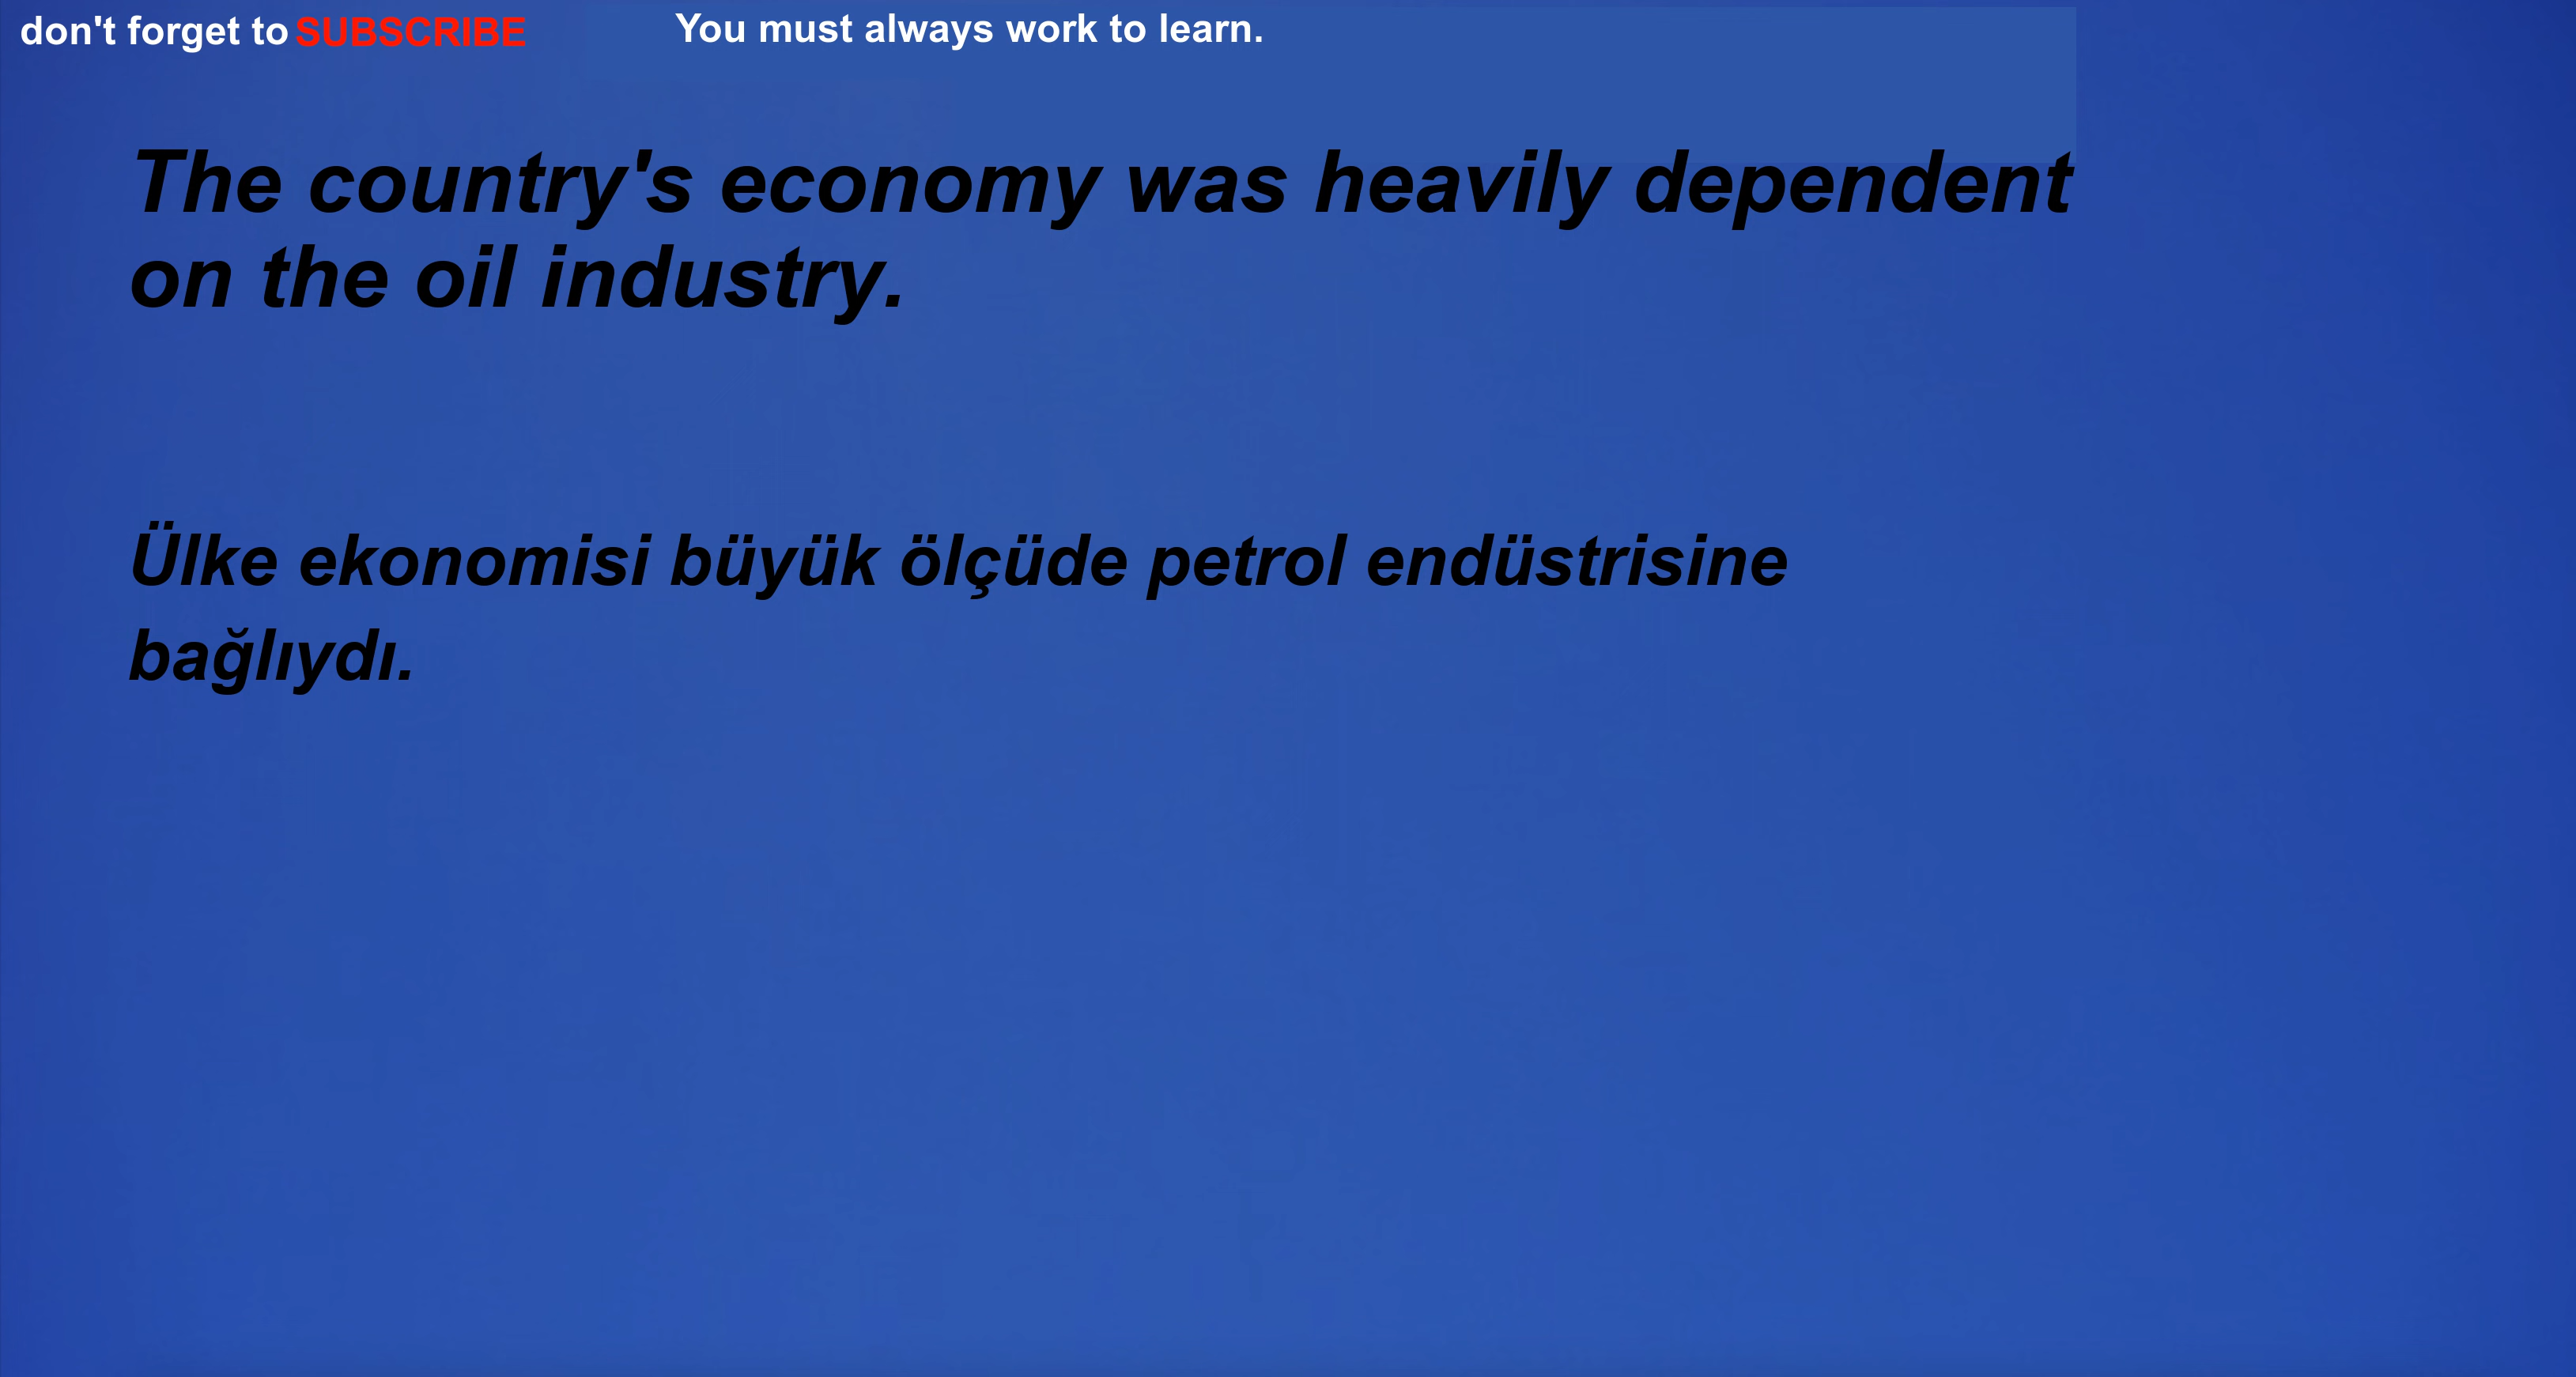 don't forget to SUBSCRIBE
You must always work to learn.
The country's economy was heavily dependent
on the oil industry.
Ülke ekonomisi büyük ölçüde petrol endüstrisine
bağlıydı.